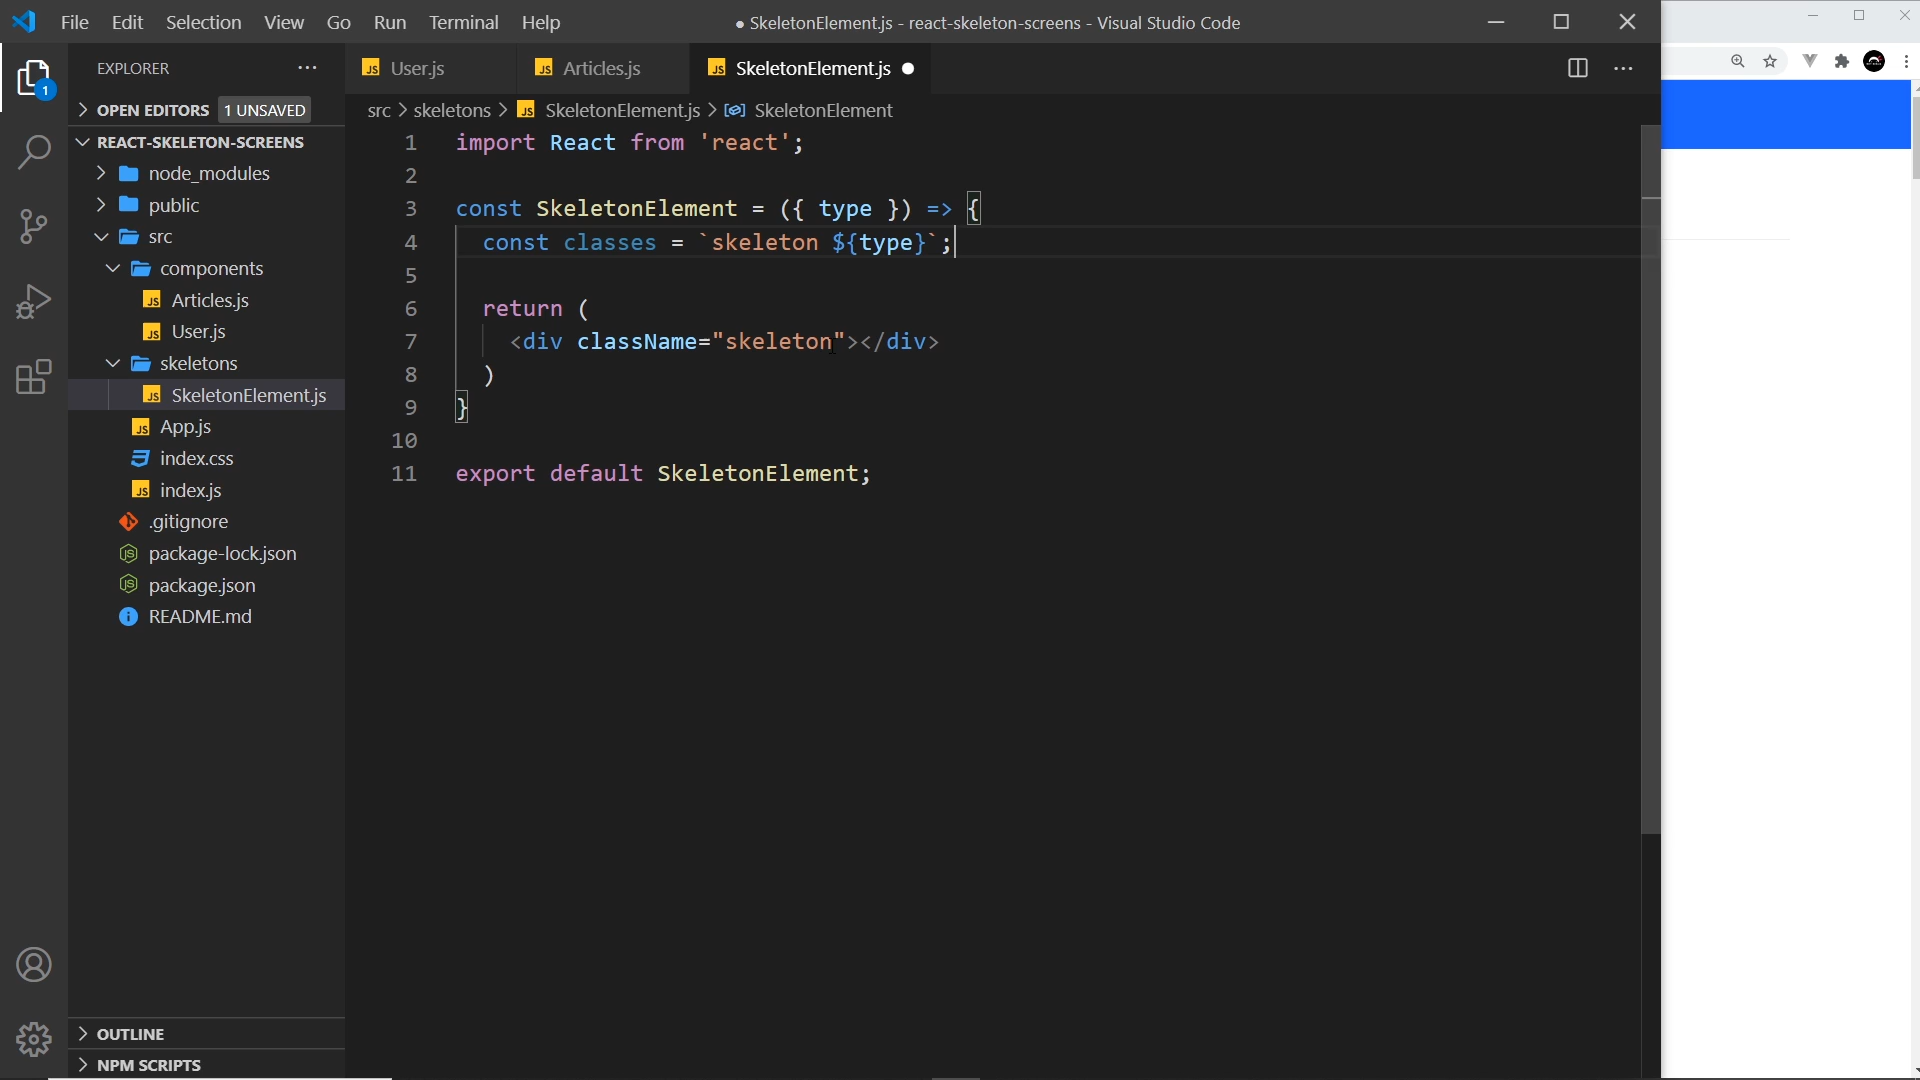 File Edit Selection View Go Run Terminal Help
● SkeletonElement.js - react-skeleton-screens - Visual Studio Code
EXPLORER
User.js
Articles.js
SkeletonElement.js
OPEN EDITORS 1 UNSAVED
src > skeletons > SkeletonElement.js > SkeletonElement
REACT-SKELETON-SCREENS
node_modules
public
src
components
Articles.js
User.js
skeletons
SkeletonElement.js
App.js
index.css
index.js
.gitignore
package-lock.json
package.json
README.md
OUTLINE
NPM SCRIPTS
1
1 import React from 'react';
2
3 const SkeletonElement = ({ type }) => {
4 const classes = `skeleton ${type}`;
5
6 return (
7 <div className="skeleton"></div>
8 )
9 }
10
11 export default SkeletonElement;